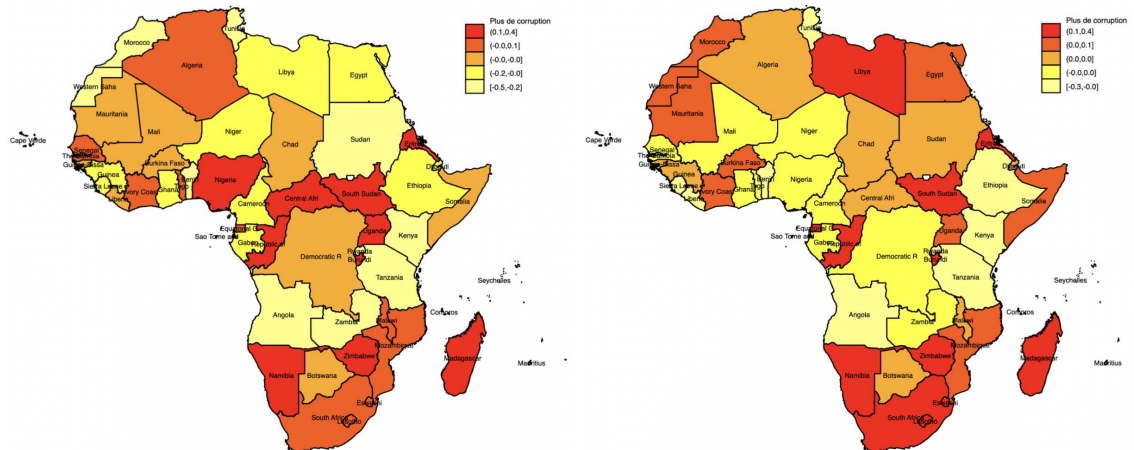 Plus de corruption
(0.1,0.4]
(-0.0,0.1]
(-0.0,-0.0]
(-0.2,-0.0]
[-0.5,-0.2]
Tunisia
Morocco
Algeria
Libya
Egypt
Western Saha
Mauritania
Mali
Niger
Chad
Sudan
Cape Verde
Senegal
Burkina Faso
Guinea
Nigeria
Djibouti
Sierra Leone
Ivory Coast
Ghana
Togo
Ethiopia
Central Afri
South Sudan
Somalia
Cameroon
Equatorial G
Sao Tome and
Gabon
Republic of
Uganda
Kenya
Democratic R
Rwanda
Burundi
Tanzania
Seychelles
Angola
Comoros
Malawi
Zambia
Mozambique
Zimbabwe
Madagascar
Mauritius
Namibia
Botswana
South Africa
Lesotho
Plus de corruption
(0.1,0.4]
(0.0,0.1]
(0.0,0.0]
(-0.0,0.0]
[-0.3,-0.0]
Tunisia
Morocco
Algeria
Libya
Egypt
Western Saha
Mauritania
Mali
Niger
Chad
Sudan
Cape Verde
Senegal
Burkina Faso
Guinea
Nigeria
Djibouti
Sierra Leone
Ivory Coast
Ghana
Togo
Ethiopia
Central Afri
South Sudan
Somalia
Cameroon
Equatorial G
Sao Tome and
Gabon
Republic of
Uganda
Kenya
Democratic R
Rwanda
Burundi
Tanzania
Seychelles
Angola
Comoros
Malawi
Zambia
Mozambique
Zimbabwe
Madagascar
Mauritius
Namibia
Botswana
South Africa
Lesotho